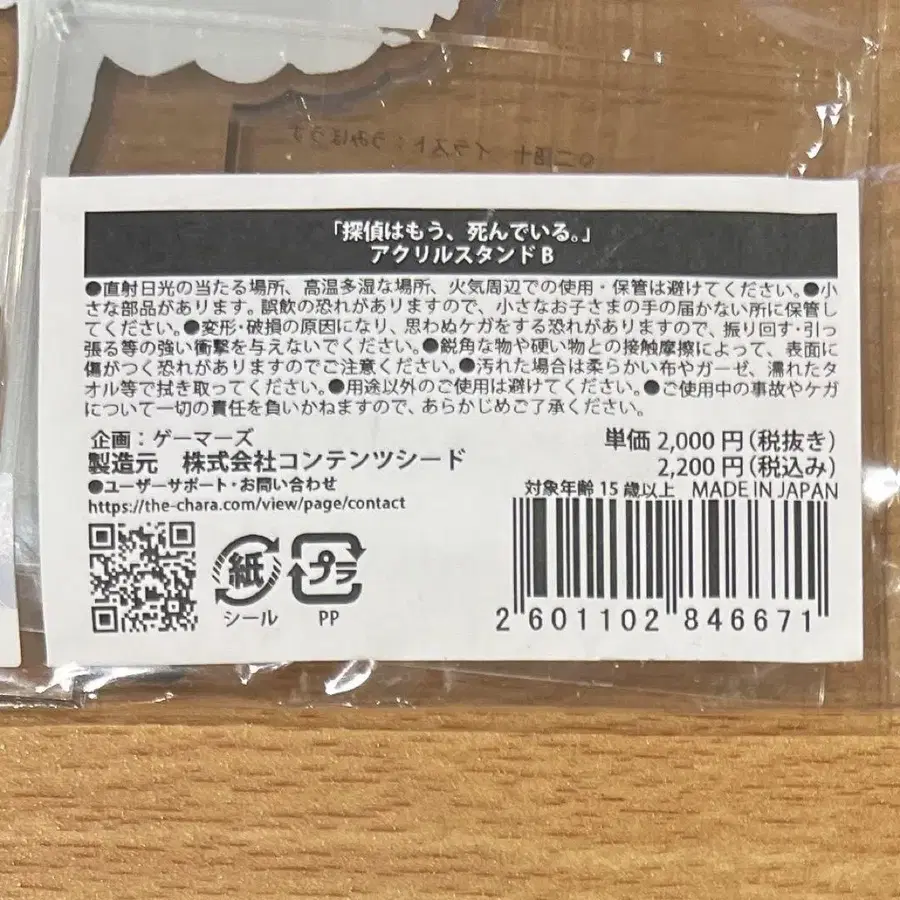 ©二語十 イラスト：うみぼうず
「探偵はもう、死んでいる。」
アクリルスタンド B
●直射日光の当たる場所、高温多湿な場所、火気周辺での使用・保管は避けてください。●小
さな部品があります。誤飲の恐れがありますので、小さなお子さまの手の届かない所に保管し
てください。●変形・破損の原因になり、思わぬケガをする恐れがありますので、振り回す・引っ
張る等の強い衝撃を与えないでください。●鋭角な物や硬い物との接触摩擦によって、表面に
傷がつく恐れがありますのでご注意ください。●汚れた場合は柔らかい布やガーゼ、濡れたタ
オル等で拭き取ってください。●用途以外のご使用は避けてください。●ご使用中の事故やケガ
について一切の責任を負いかねますので、あらかじめご了承ください。
企画：ゲーマーズ
製造元 株式会社コンテンツシード
●ユーザーサポート・お問い合わせ
https://the-chara.com/view/page/contact
単価 2,000 円（税抜き）
2,200 円（税込み）
対象年齢 15 歳以上 MADE IN JAPAN
紙
シール
プラ
PP
2 601102 846671